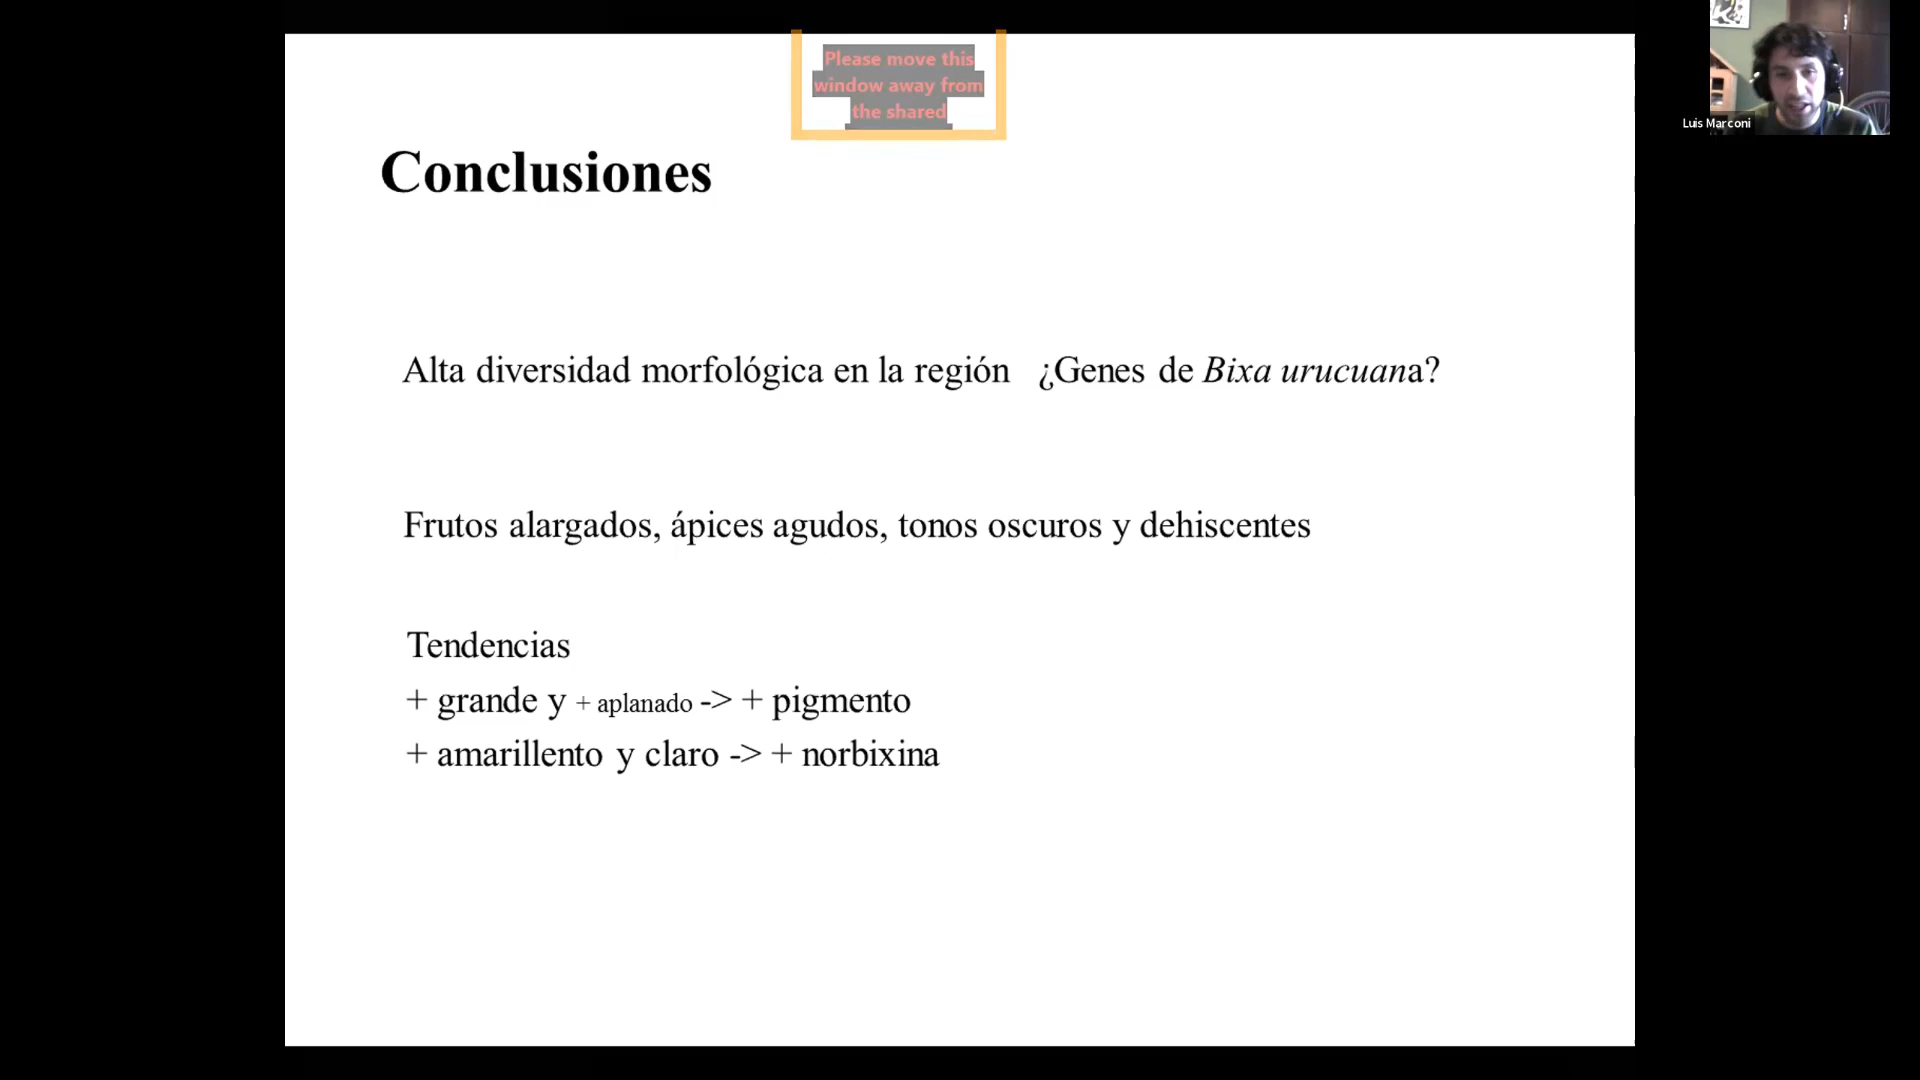 Please move this
window away from
the shared
Luis Marconi
Conclusiones
Alta diversidad morfológica en la región ¿Genes de Bixa urucuana?
Frutos alargados, ápices agudos, tonos oscuros y dehiscentes
Tendencias
+ grande y + aplanado -> + pigmento
+ amarillento y claro -> + norbixina